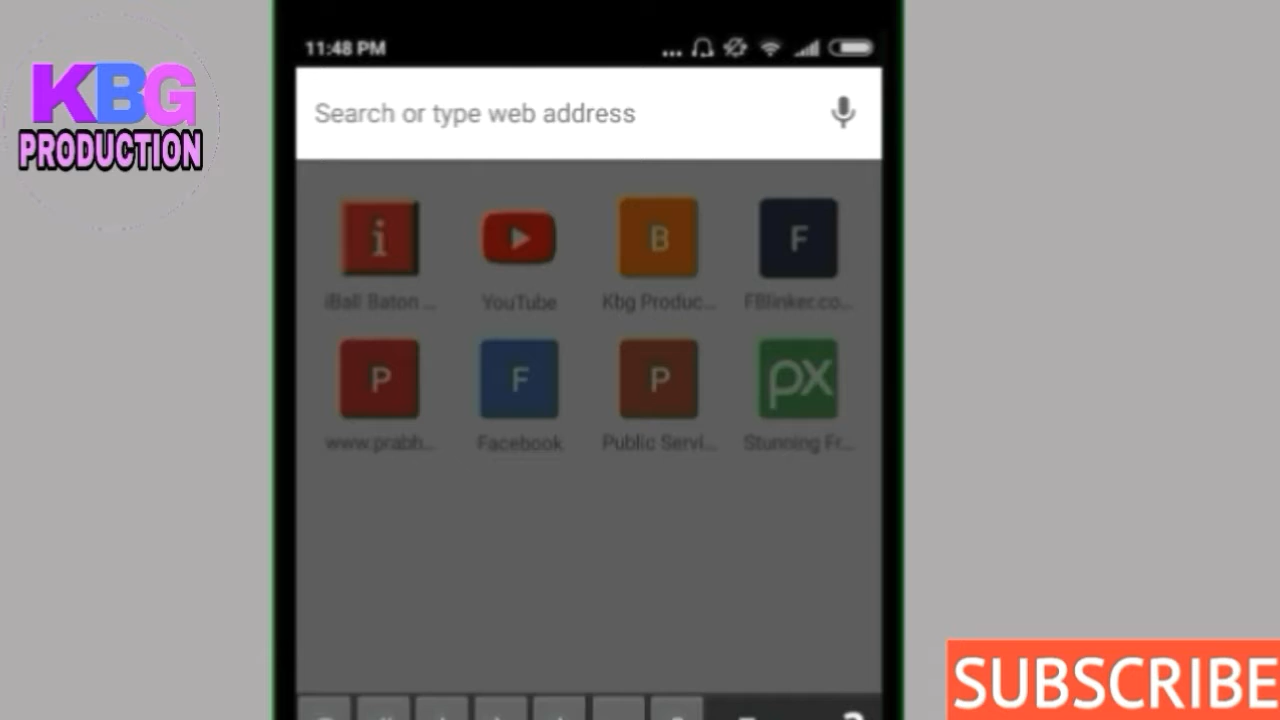 KBG
PRODUCTION
11:48 PM
Search or type web address
i
B
F
iBall Baton ...
YouTube
Kbg Produc...
FBlinker.co...
P
F
P
px
www.prabh...
Facebook
Public Servi...
Stunning Fr...
SUBSCRIBE